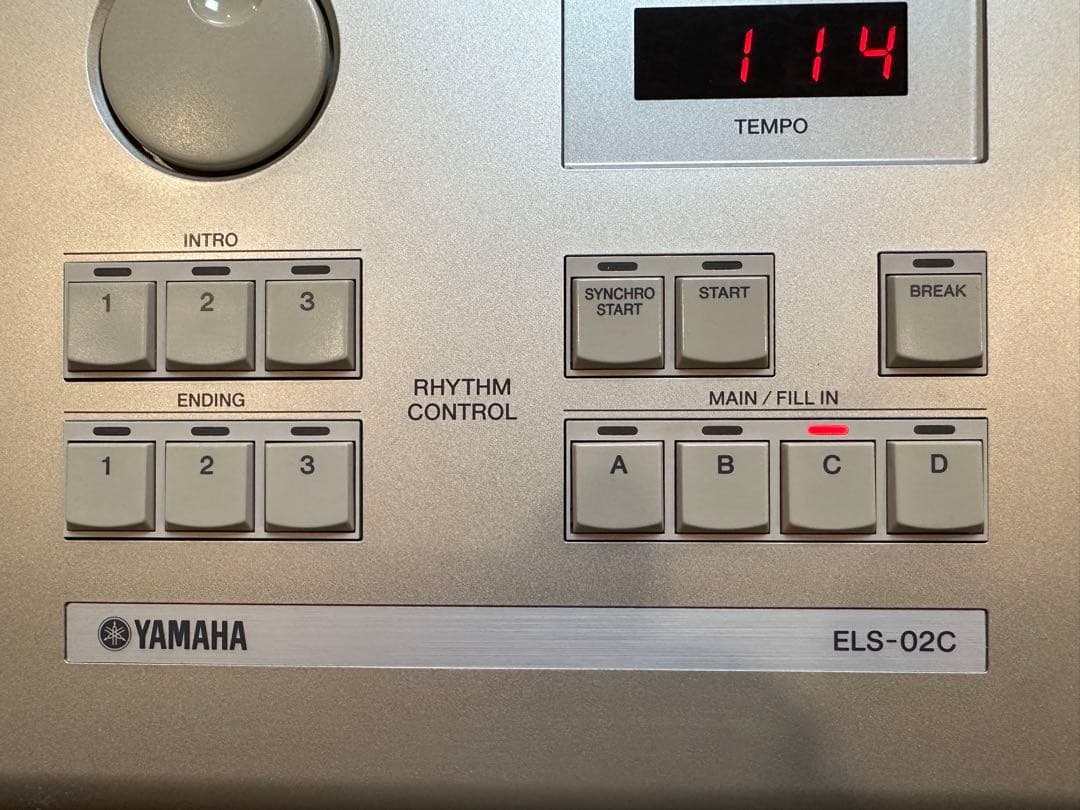 114
TEMPO
INTRO
1 2 3
SYNCHRO
START
START
BREAK
RHYTHM
CONTROL
ENDING
1 2 3
MAIN / FILL IN
A B C D
YAMAHA
ELS-02C